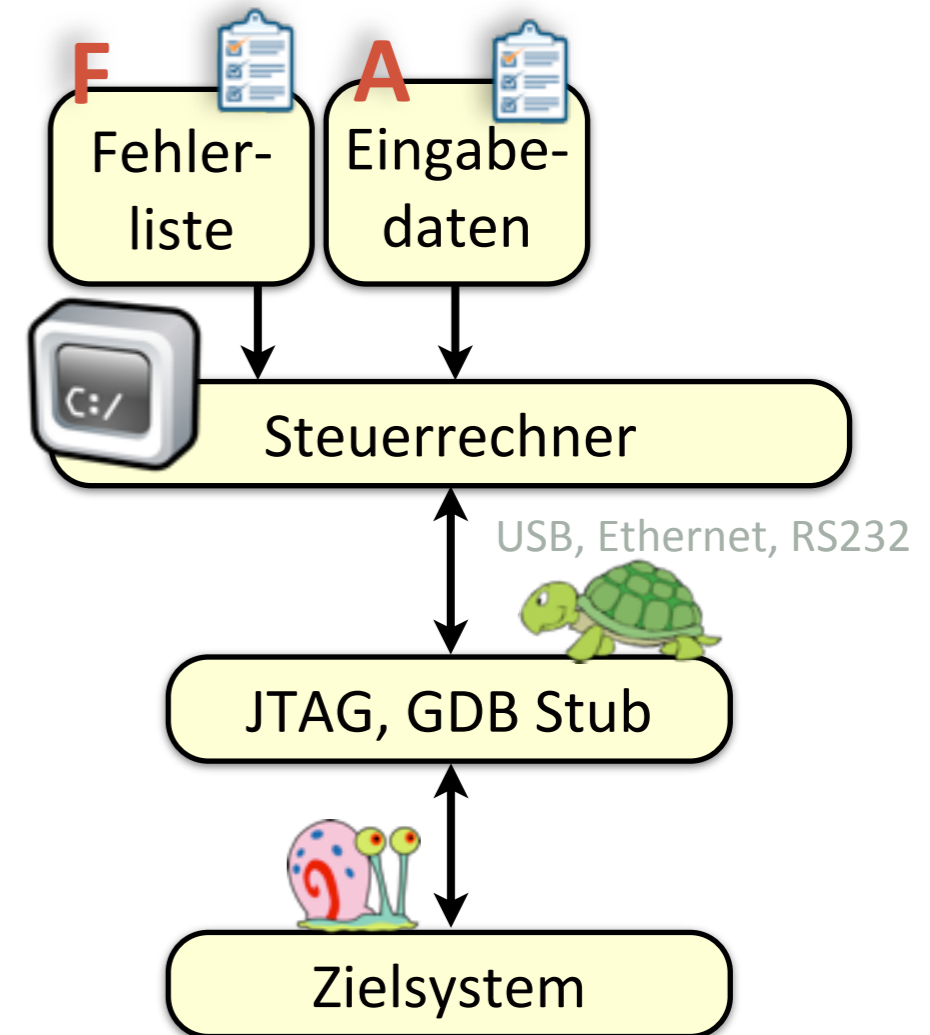 F
Fehler-
liste
A
Eingabe-
daten
C:/
Steuerrechner
USB, Ethernet, RS232
JTAG, GDB Stub
Zielsystem